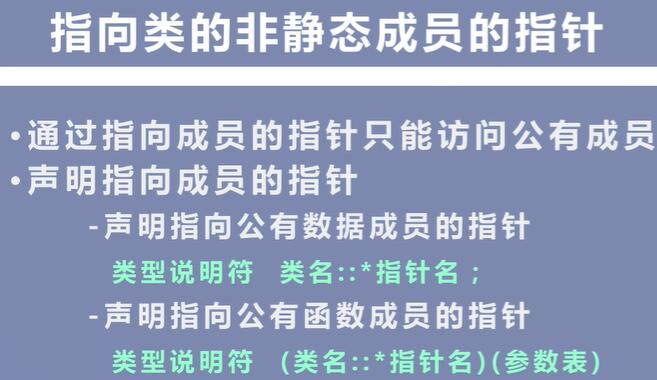 指向类的非静态成员的指针
•通过指向成员的指针只能访问公有成员
•声明指向成员的指针
-声明指向公有数据成员的指针
类型说明符 类名::*指针名；
-声明指向公有函数成员的指针
类型说明符 (类名::*指针名)(参数表)